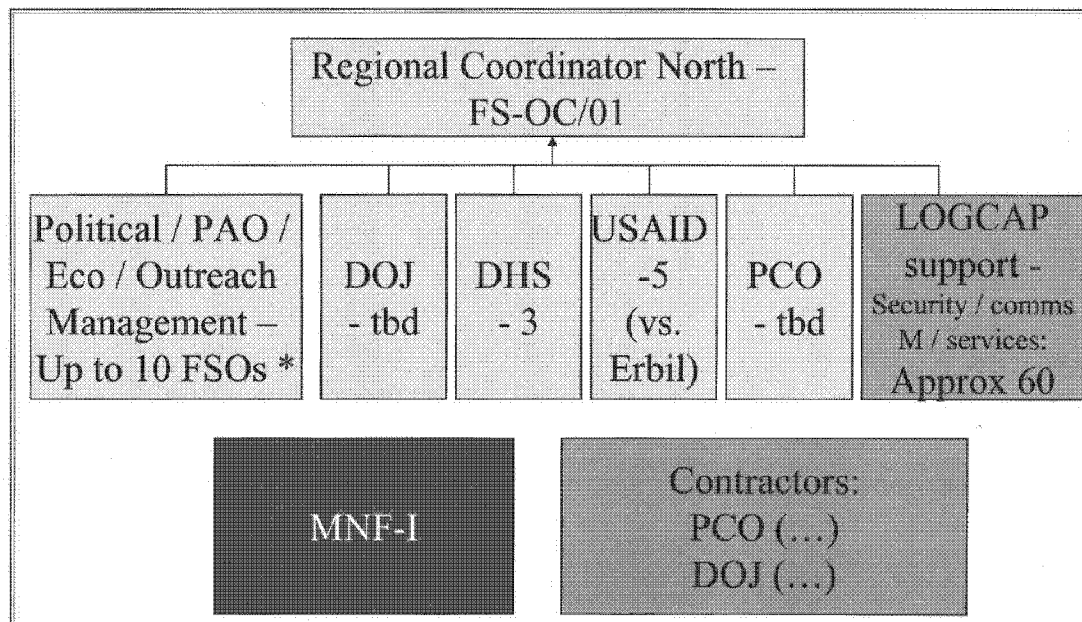 Regional Coordinator North –
FS-OC/01
Political / PAO /
Eco / Outreach
Management –
Up to 10 FSOs *
DOJ
- tbd
DHS
- 3
USAID
-5
(vs.
Erbil)
PCO
- tbd
LOGCAP
support -
Security / comms
M / services:
Approx 60
MNF-I
Contractors:
PCO (…)
DOJ (…)